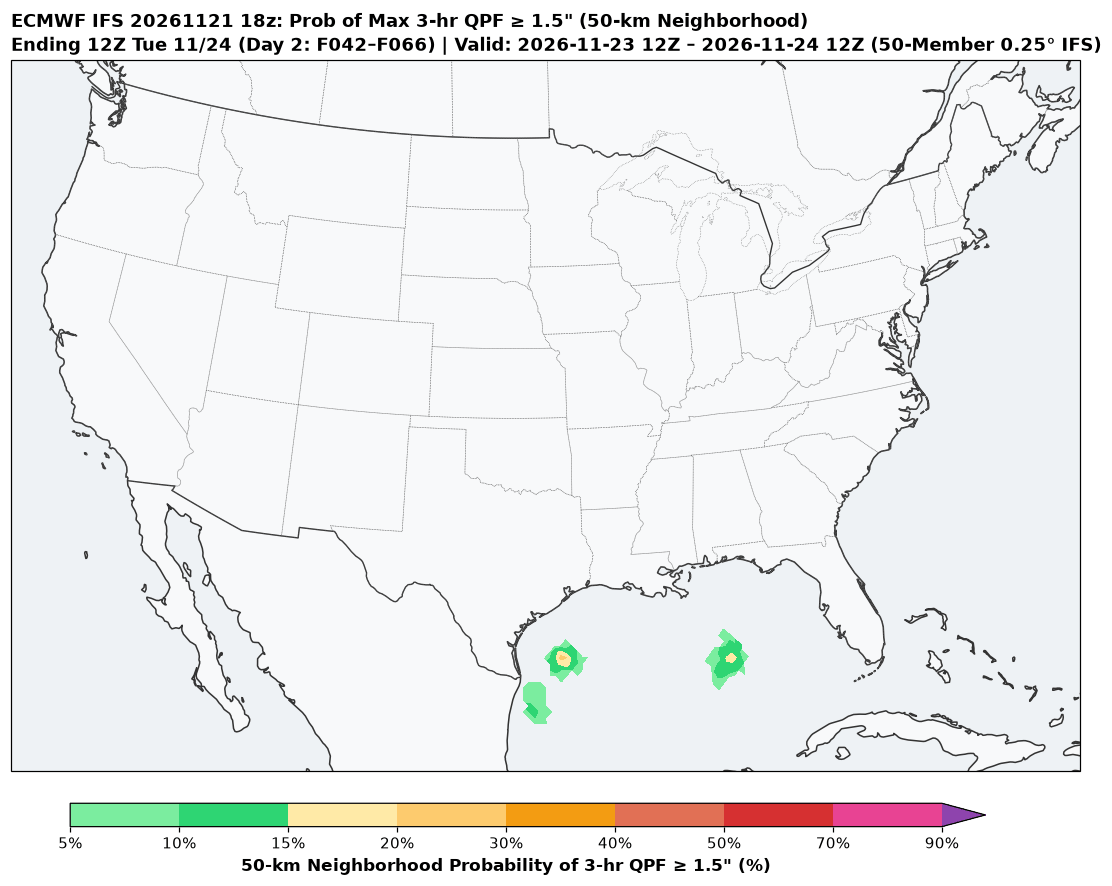 ECMWF IFS 20261121 18z: Prob of Max 3-hr QPF ≥ 1.5" (50-km Neighborhood)
Ending 12Z Tue 11/24 (Day 2: F042–F066) | Valid: 2026-11-23 12Z – 2026-11-24 12Z (50-Member 0.25° IFS)
5% 10% 15% 20% 30% 40% 50% 70% 90%
50-km Neighborhood Probability of 3-hr QPF ≥ 1.5" (%)